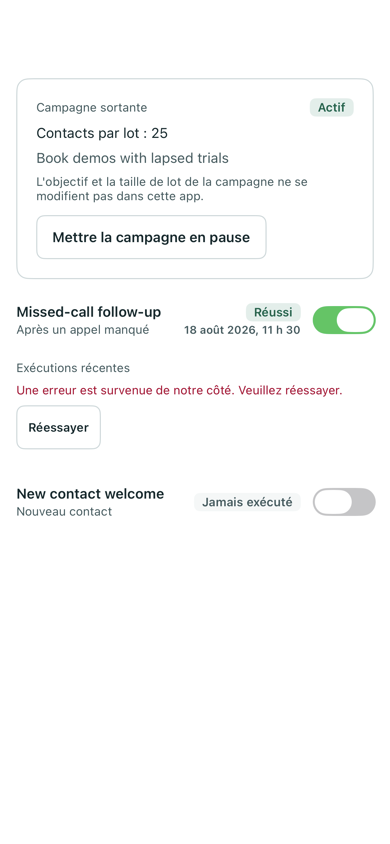 Campagne sortante
Actif
Contacts par lot : 25
Book demos with lapsed trials
L'objectif et la taille de lot de la campagne ne se
modifient pas dans cette app.
Mettre la campagne en pause
Missed-call follow-up
Réussi
Après un appel manqué
18 août 2026, 11 h 30
Exécutions récentes
Une erreur est survenue de notre côté. Veuillez réessayer.
Réessayer
New contact welcome
Jamais exécuté
Nouveau contact